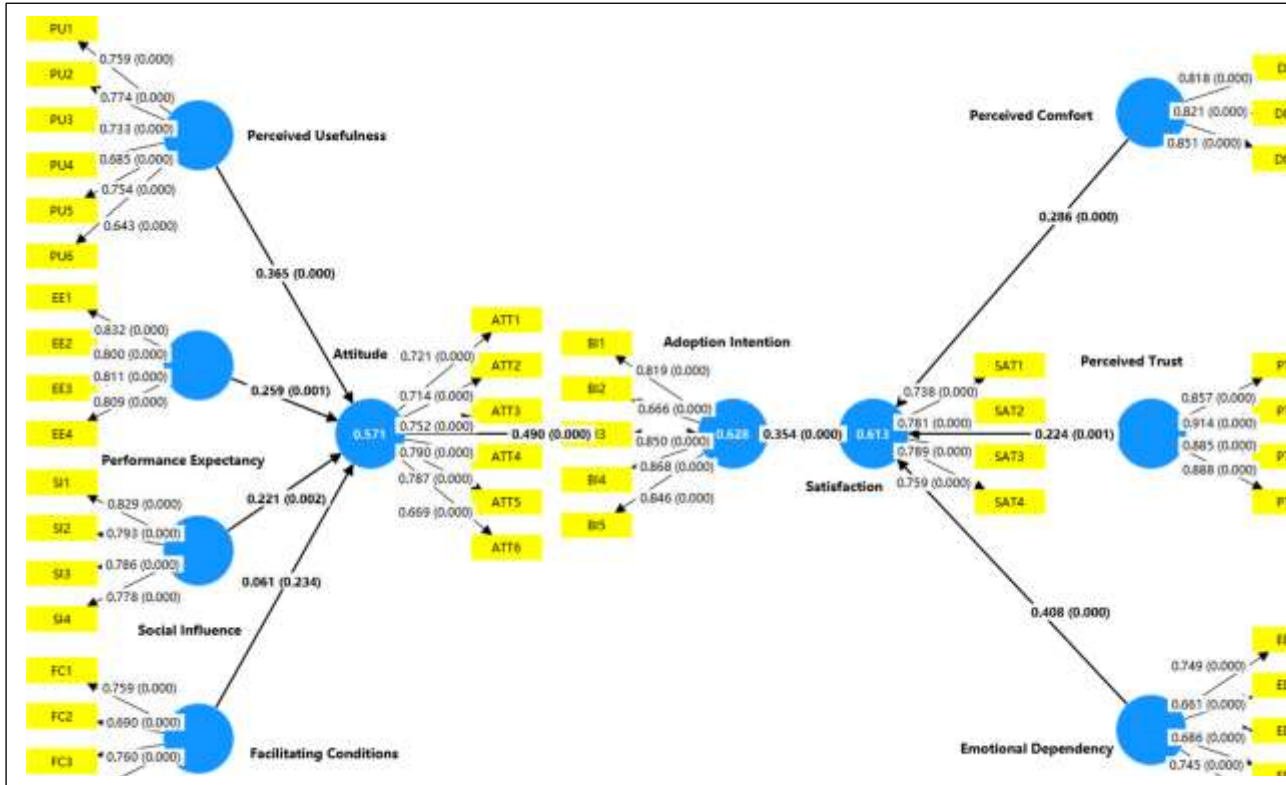 PU1
0.759 (0.000)
PU2
0.774 (0.000)
PU3
0.733 (0.000)
PU4
0.685 (0.000)
0.754 (0.000)
PU5
0.643 (0.000)
PU6
Perceived Usefulness
0.365 (0.000)
EE1
0.832 (0.000)
EE2
0.800 (0.000)
0.811 (0.000)
EE3
0.809 (0.000)
EE4
0.259 (0.001)
Performance Expectancy
SI1
0.829 (0.000)
SI2
0.793 (0.000)
0.786 (0.000)
SI3
0.778 (0.000)
SI4
0.221 (0.002)
Social Influence
0.061 (0.234)
FC1
0.759 (0.000)
FC2
0.690 (0.000)
FC3
0.760 (0.000)
Facilitating Conditions
Attitude
0.571
ATT1
0.721 (0.000)
ATT2
0.714 (0.000)
ATT3
0.752 (0.000)
0.490 (0.000)
0.790 (0.000)
ATT4
0.787 (0.000)
ATT5
0.669 (0.000)
ATT6
Adoption Intention
BI1
0.819 (0.000)
BI2
0.666 (0.000)
0.850 (0.000)
BI4
0.868 (0.000)
0.846 (0.000)
BI5
0.628
0.354 (0.000)
0.613
Satisfaction
SAT1
0.738 (0.000)
SAT2
0.781 (0.000)
0.789 (0.000)
SAT3
0.759 (0.000)
SAT4
Perceived Comfort
0.818 (0.000)
0.821 (0.000)
0.851 (0.000)
0.286 (0.000)
Perceived Trust
0.224 (0.001)
0.857 (0.000)
0.914 (0.000)
0.885 (0.000)
0.888 (0.000)
0.408 (0.000)
Emotional Dependency
0.749 (0.000)
0.661 (0.000)
0.686 (0.000)
0.745 (0.000)